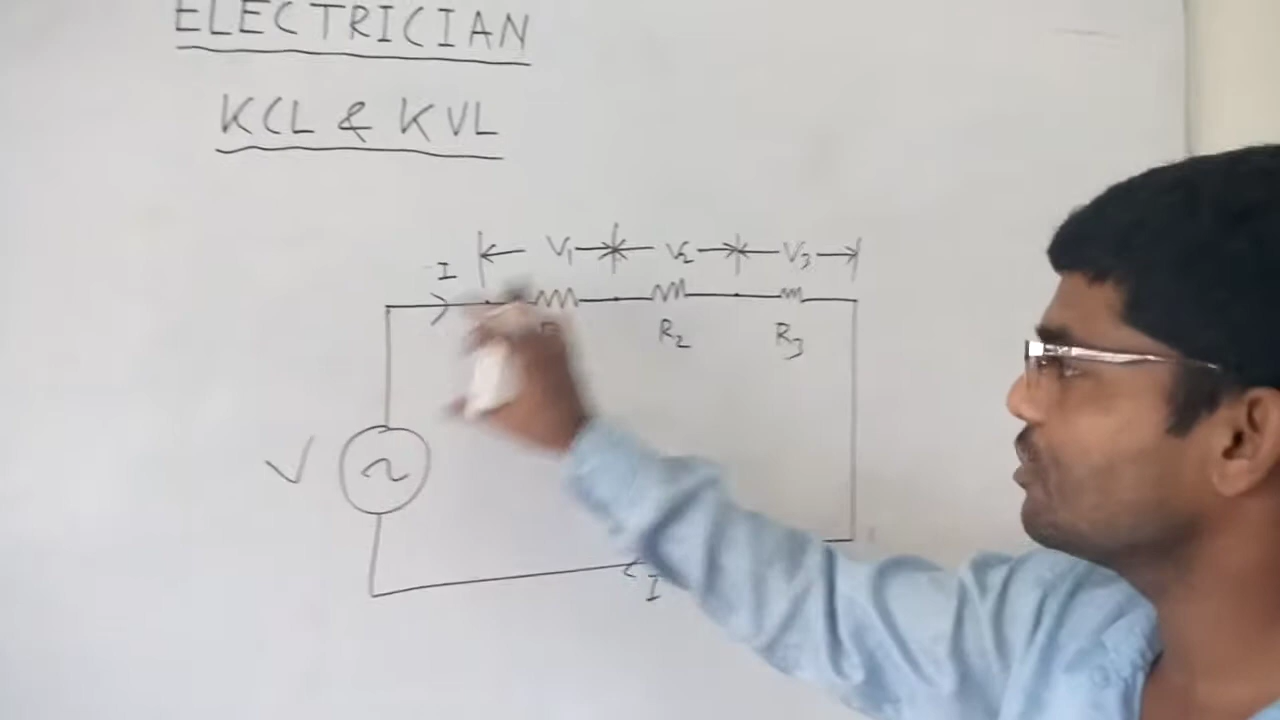 ELECTRICIAN
KCL & KVL
V₁ V₂ V₃
I
R₂ R₃
V
I